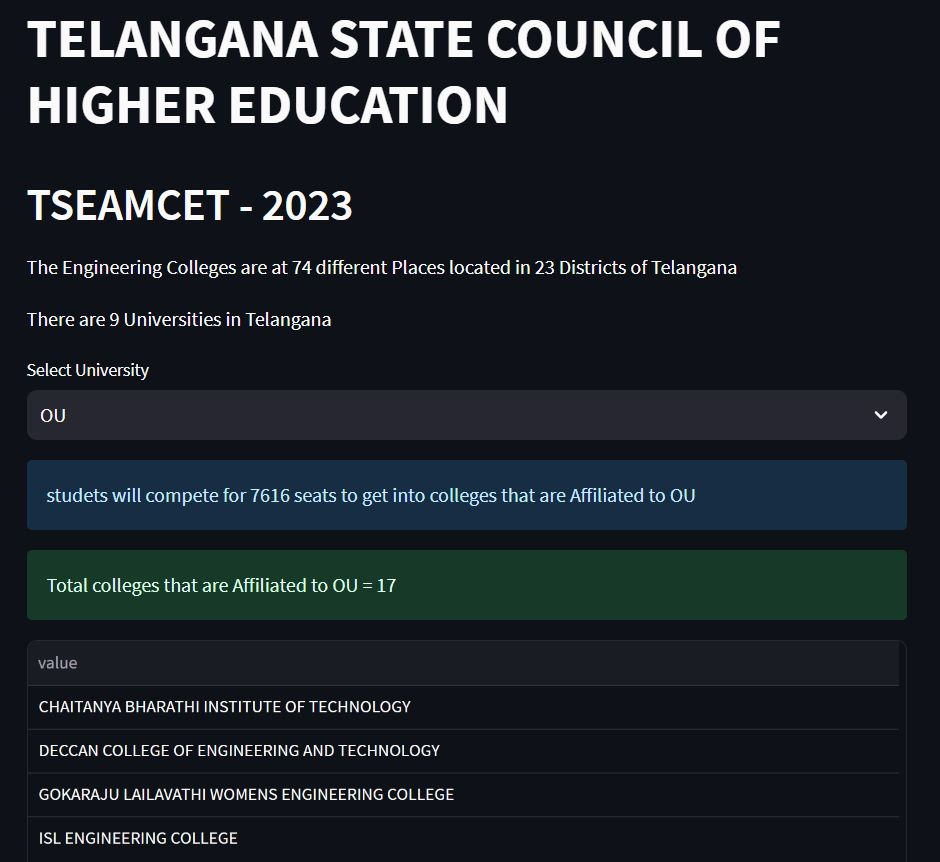 TELANGANA STATE COUNCIL OF
HIGHER EDUCATION
TSEAMCET - 2023
The Engineering Colleges are at 74 different Places located in 23 Districts of Telangana
There are 9 Universities in Telangana
Select University
OU
studets will compete for 7616 seats to get into colleges that are Affiliated to OU
Total colleges that are Affiliated to OU = 17
value
CHAITANYA BHARATHI INSTITUTE OF TECHNOLOGY
DECCAN COLLEGE OF ENGINEERING AND TECHNOLOGY
GOKARAJU LAILAVATHI WOMENS ENGINEERING COLLEGE
ISL ENGINEERING COLLEGE